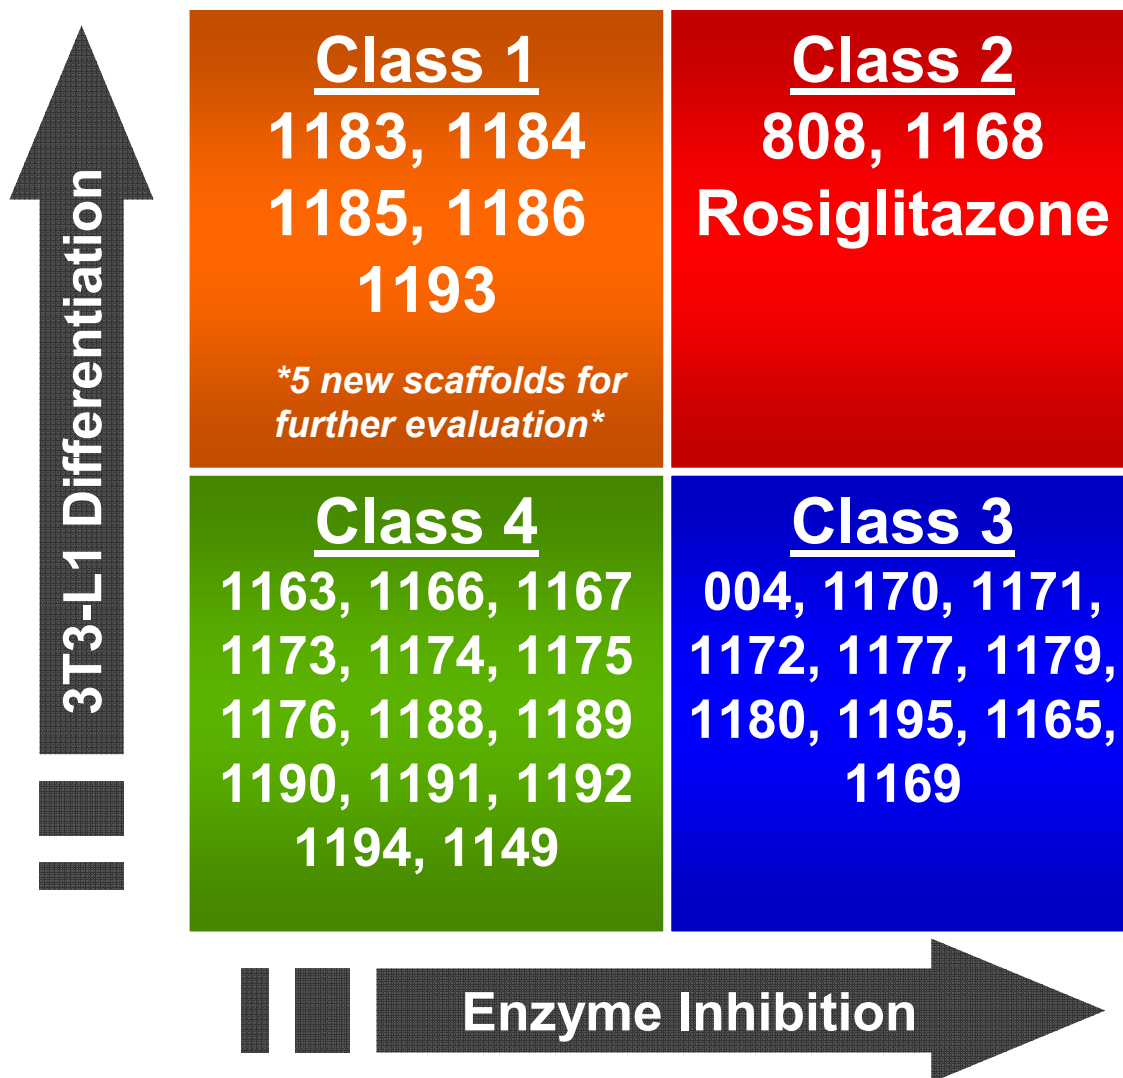 3T3-L1 Differentiation
Class 1
1183, 1184
1185, 1186
1193
*5 new scaffolds for
further evaluation*
Class 2
808, 1168
Rosiglitazone
Class 4
1163, 1166, 1167
1173, 1174, 1175
1176, 1188, 1189
1190, 1191, 1192
1194, 1149
Class 3
004, 1170, 1171,
1172, 1177, 1179,
1180, 1195, 1165,
1169
Enzyme Inhibition